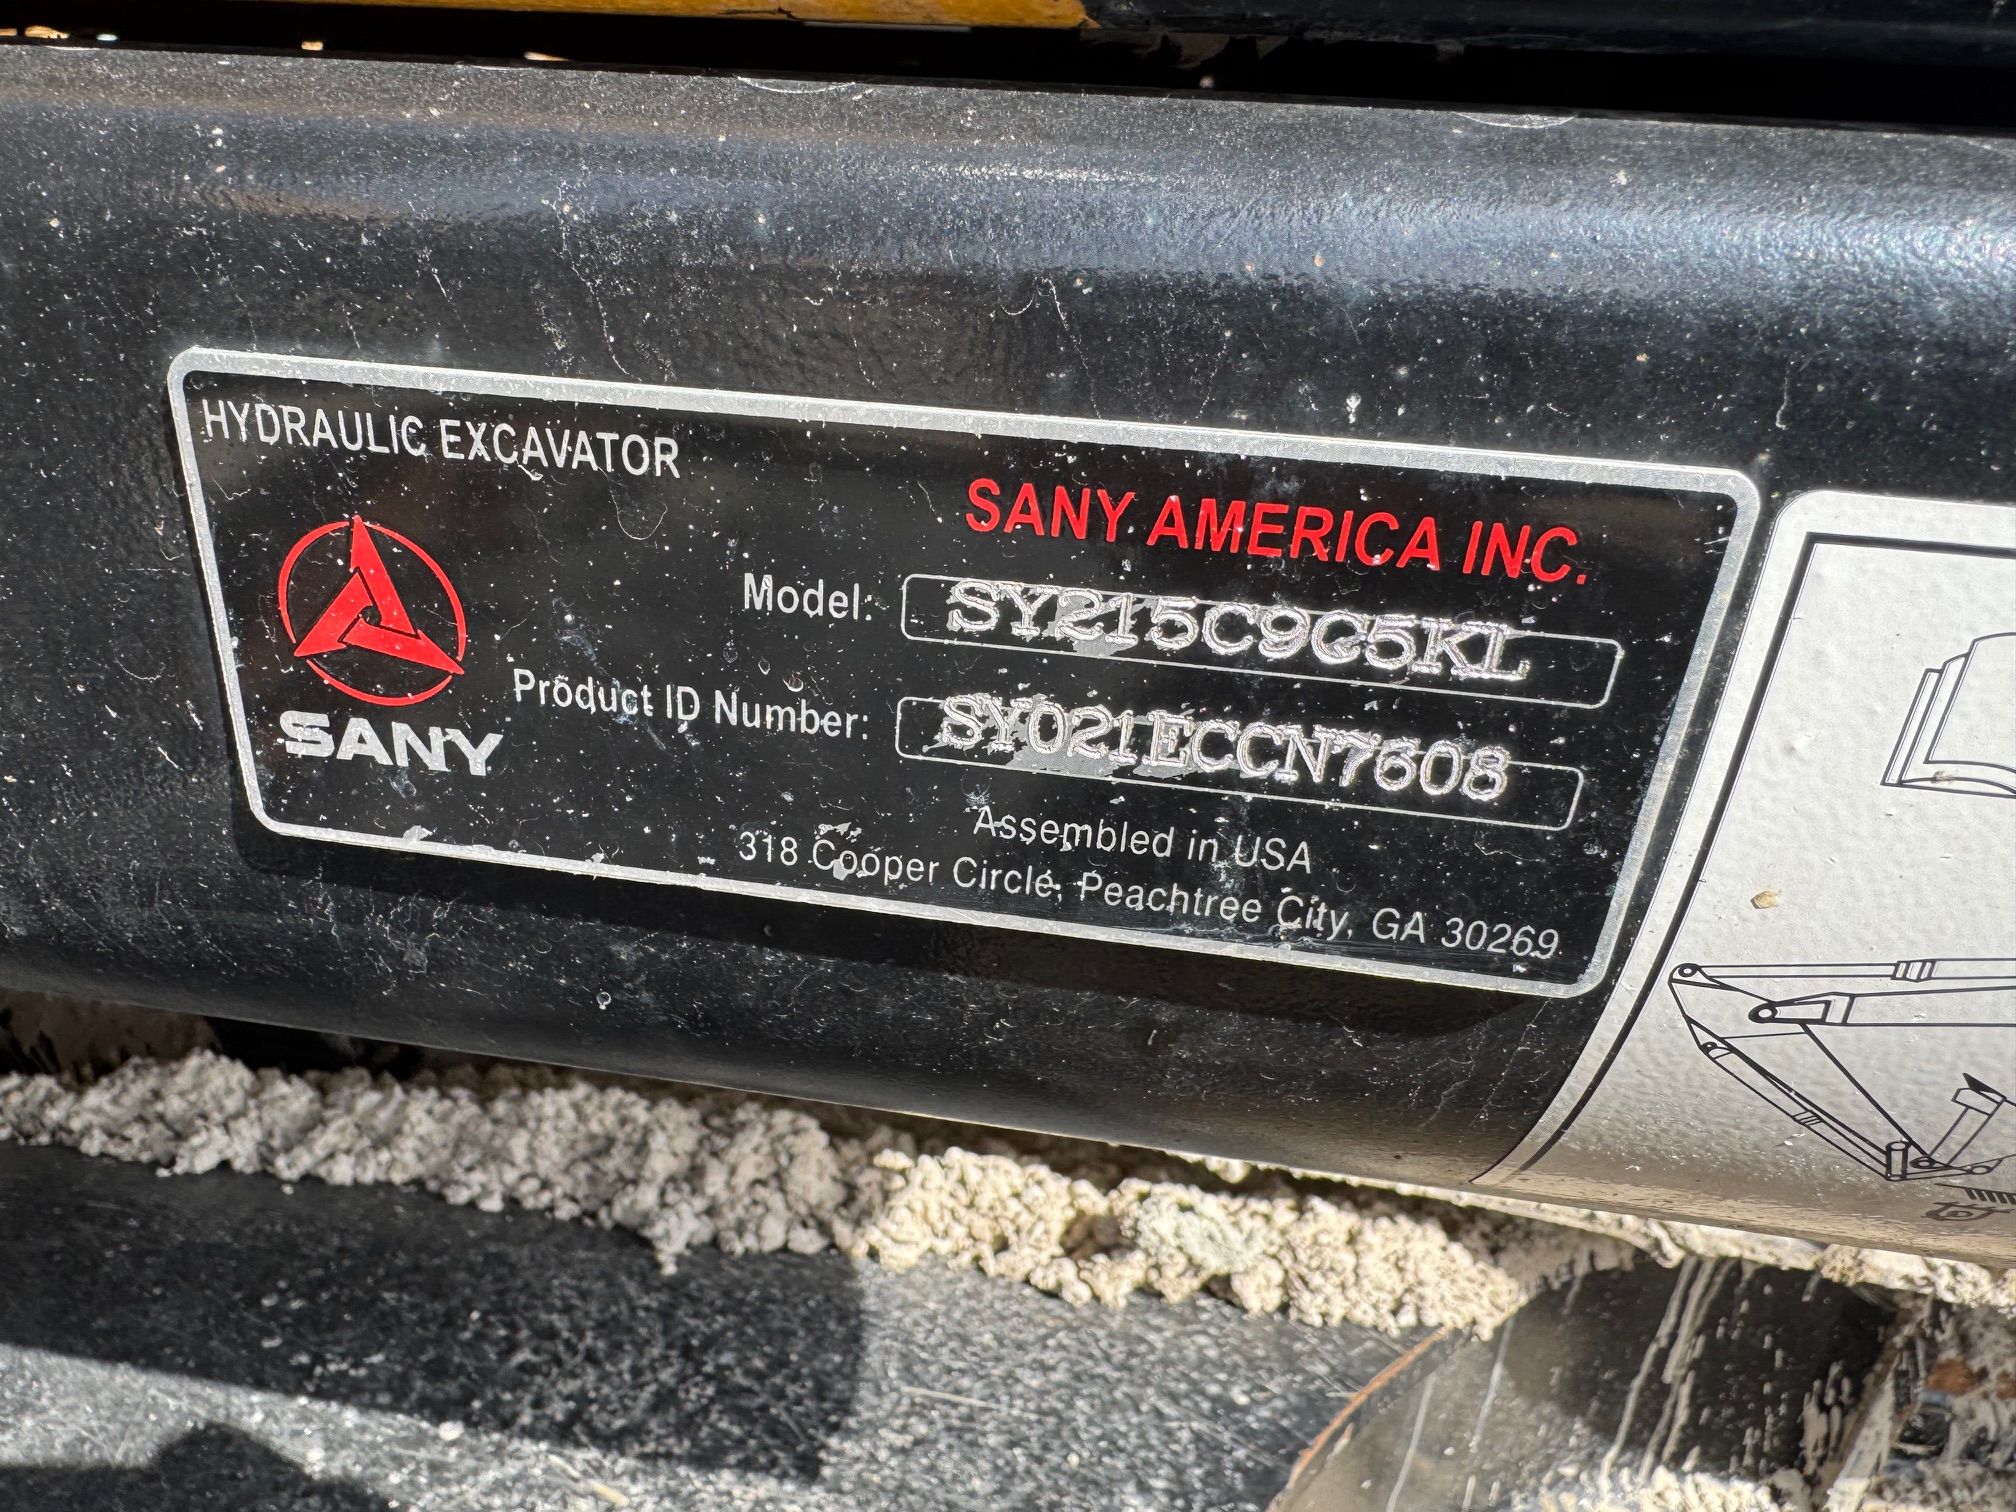 HYDRAULIC EXCAVATOR
SANY AMERICA INC.
SANY
Model: SY215C9C5KL
Product ID Number: SY021ECCN7608
Assembled in USA
318 Cooper Circle, Peachtree City, GA 30269